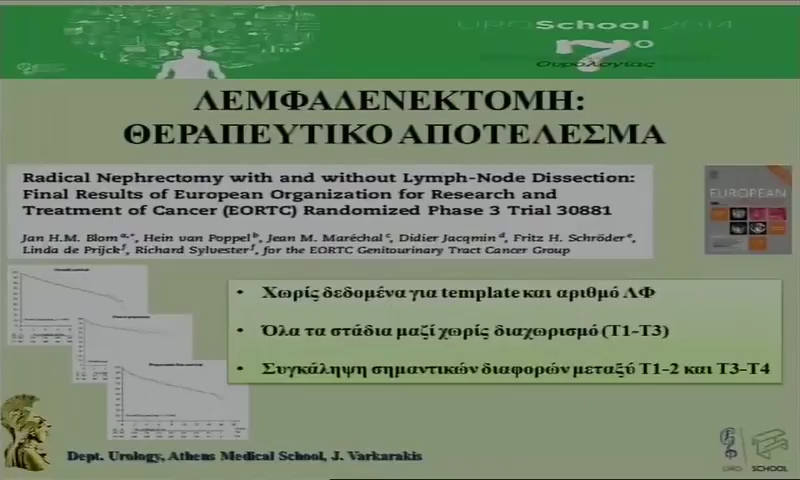 UROSchool 2014
7º
Ουρολογίας
ΛΕΜΦΑΔΕΝΕΚΤΟΜΗ:
ΘΕΡΑΠΕΥΤΙΚΟ ΑΠΟΤΕΛΕΣΜΑ
Radical Nephrectomy with and without Lymph-Node Dissection:
Final Results of European Organization for Research and
Treatment of Cancer (EORTC) Randomized Phase 3 Trial 30881
Jan H.M. Blom a,*, Hein van Poppel b, Jean M. Maréchal c, Didier Jacqmin d, Fritz H. Schröder e,
Linda de Prijck f, Richard Sylvester f, for the EORTC Genitourinary Tract Cancer Group
EUROPEAN
• Χωρίς δεδομένα για template και αριθμό ΛΦ
• Όλα τα στάδια μαζί χωρίς διαχωρισμό (T1-T3)
• Συγκάληψη σημαντικών διαφορών μεταξύ T1-2 και T3-T4
Dept. Urology, Athens Medical School, J. Varkarakis
URO SCHOOL